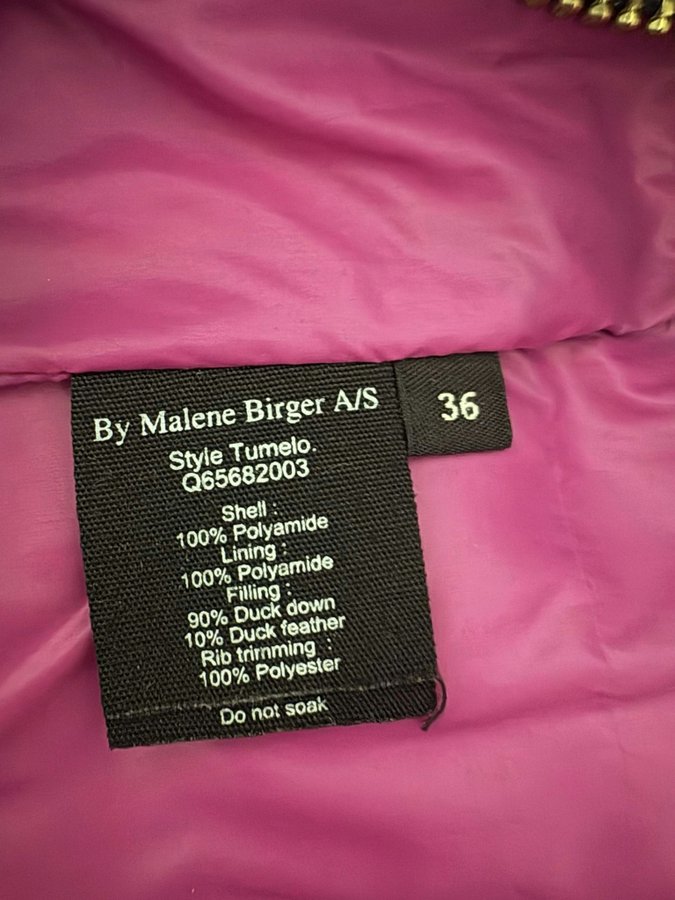 By Malene Birger A/S
36
Style Tumelo.
Q65682003
Shell :
100% Polyamide
Lining :
100% Polyamide
Filling :
90% Duck down
10% Duck feather
Rib trimming :
100% Polyester
Do not soak